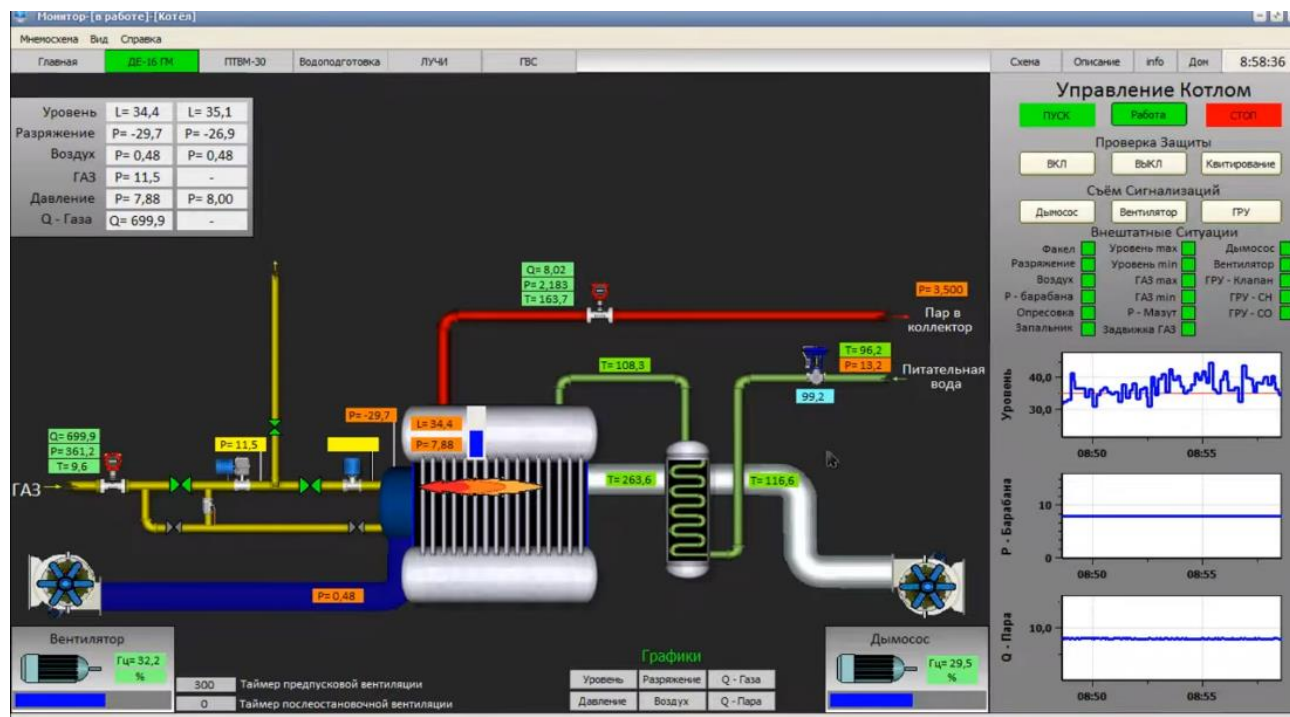 Монитор-[в работе]-[Котёл]
Мнемосхема Вид Справка
Главная ДЕ-16 ГМ ПТВМ-30 Водоподготовка ЛУЧИ ГВС Схема Описание info Дон 8:58:36
Уровень L= 34,4 L= 35,1
Разряжение P= -29,7 P= -26,9
Воздух P= 0,48 P= 0,48
ГАЗ P= 11,5 -
Давление P= 7,88 P= 8,00
Q - Газа Q= 699,9 -
Q= 8,02
P= 2,183
T= 163,7
P= 3,500
Пар в
коллектор
T= 108,3
T= 96,2
P= 13,2
Питательная
вода
99,2
P= -29,7
L= 34,4
P= 7,88
Q= 699,9
P= 361,2
T= 9,6
P= 11,5
ГАЗ
T= 263,6
T= 116,6
P= 0,48
Вентилятор
Гц= 32,2
%
300 Таймер предпусковой вентиляции
0 Таймер послеостановочной вентиляции
Графики
Уровень Разряжение Q - Газа
Давление Воздух Q - Пара
Дымосос
Гц= 29,5
%
Управление Котлом
ПУСК Работа СТОП
Проверка Защиты
ВКЛ ВЫКЛ Квитирование
Съём Сигнализаций
Дымосос Вентилятор ГРУ
Внештатные Ситуации
Факел Уровень max Дымосос
Разряжение Уровень min Вентилятор
Воздух ГАЗ max ГРУ - Клапан
Р - барабана ГАЗ min ГРУ - СН
Опресовка Р - Мазут ГРУ - СО
Запальник Задвижка ГАЗ
Уровень
40,0
30,0
08:50 08:55
Р - Барабана
10
0
08:50 08:55
Q - Пара
10,0
08:50 08:55